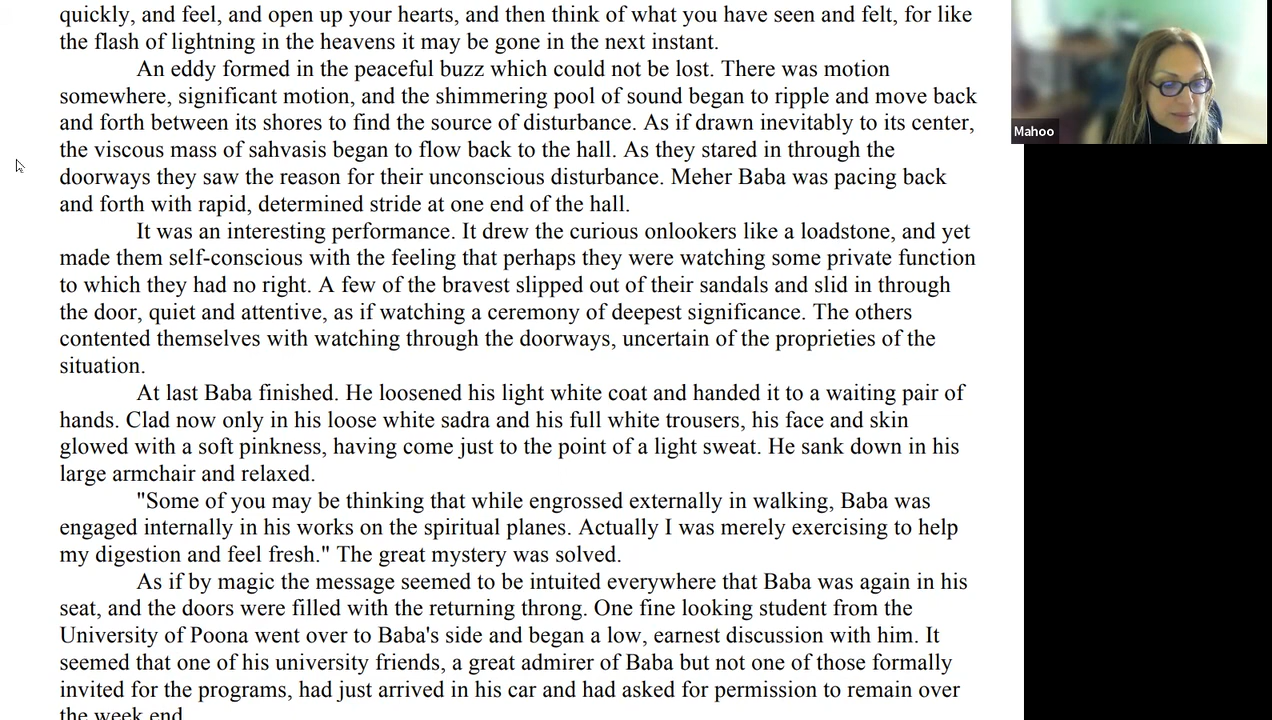 quickly, and feel, and open up your hearts, and then think of what you have seen and felt, for like
the flash of lightning in the heavens it may be gone in the next instant.
An eddy formed in the peaceful buzz which could not be lost. There was motion
somewhere, significant motion, and the shimmering pool of sound began to ripple and move back
and forth between its shores to find the source of disturbance. As if drawn inevitably to its center,
the viscous mass of sahvasis began to flow back to the hall. As they stared in through the
doorways they saw the reason for their unconscious disturbance. Meher Baba was pacing back
and forth with rapid, determined stride at one end of the hall.
It was an interesting performance. It drew the curious onlookers like a loadstone, and yet
made them self-conscious with the feeling that perhaps they were watching some private function
to which they had no right. A few of the bravest slipped out of their sandals and slid in through
the door, quiet and attentive, as if watching a ceremony of deepest significance. The others
contented themselves with watching through the doorways, uncertain of the proprieties of the
situation.
At last Baba finished. He loosened his light white coat and handed it to a waiting pair of
hands. Clad now only in his loose white sadra and his full white trousers, his face and skin
glowed with a soft pinkness, having come just to the point of a light sweat. He sank down in his
large armchair and relaxed.
"Some of you may be thinking that while engrossed externally in walking, Baba was
engaged internally in his works on the spiritual planes. Actually I was merely exercising to help
my digestion and feel fresh." The great mystery was solved.
As if by magic the message seemed to be intuited everywhere that Baba was again in his
seat, and the doors were filled with the returning throng. One fine looking student from the
University of Poona went over to Baba's side and began a low, earnest discussion with him. It
seemed that one of his university friends, a great admirer of Baba but not one of those formally
invited for the programs, had just arrived in his car and had asked for permission to remain over
the week end.
Mahoo